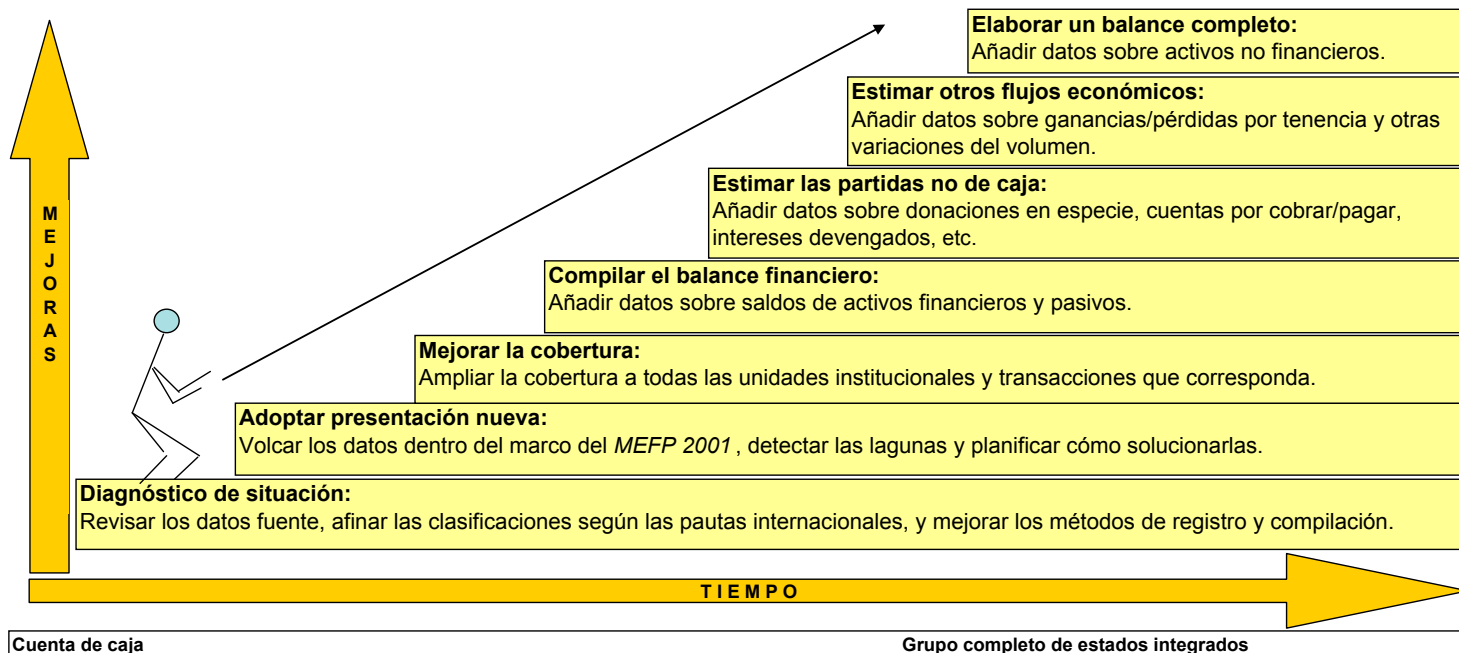 Elaborar un balance completo:
Añadir datos sobre activos no financieros.
Estimar otros flujos económicos:
Añadir datos sobre ganancias/pérdidas por tenencia y otras
variaciones del volumen.
Estimar las partidas no de caja:
Añadir datos sobre donaciones en especie, cuentas por cobrar/pagar,
intereses devengados, etc.
Compilar el balance financiero:
Añadir datos sobre saldos de activos financieros y pasivos.
Mejorar la cobertura:
Ampliar la cobertura a todas las unidades institucionales y transacciones que corresponda.
Adoptar presentación nueva:
Volcar los datos dentro del marco del MEFP 2001, detectar las lagunas y planificar cómo solucionarlas.
Diagnóstico de situación:
Revisar los datos fuente, afinar las clasificaciones según las pautas internacionales, y mejorar los métodos de registro y compilación.
MEJORAS
TIEMPO
Cuenta de caja
Grupo completo de estados integrados